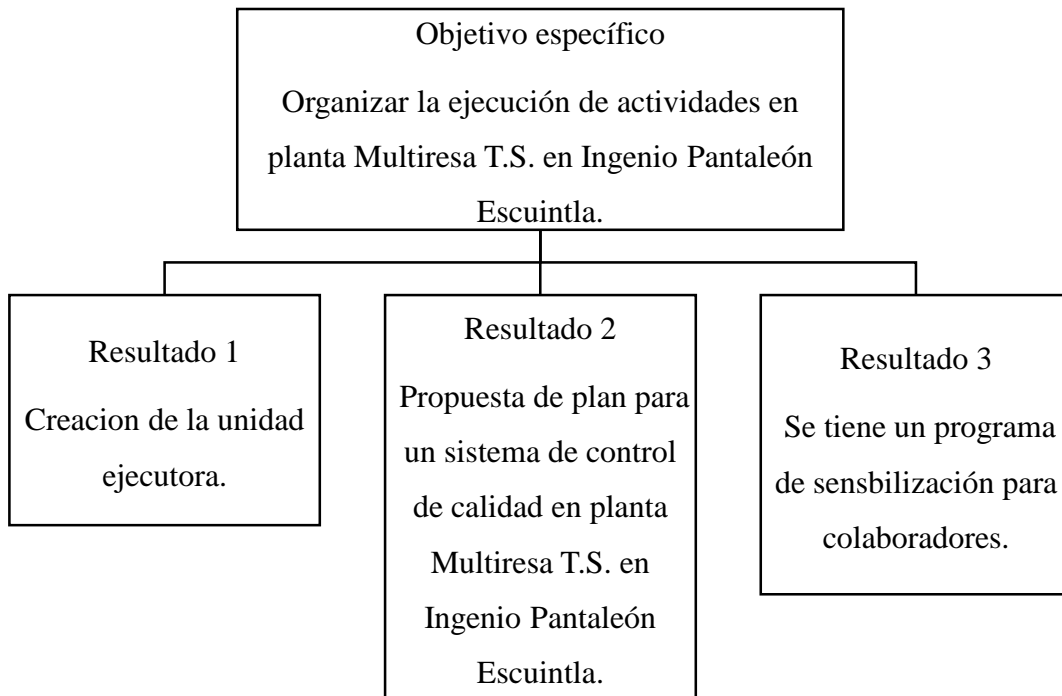 Objetivo específico
Organizar la ejecución de actividades en
planta Multiresa T.S. en Ingenio Pantaleón
Escuintla.
Resultado 1
Creacion de la unidad
ejecutora.
Resultado 2
Propuesta de plan para
un sistema de control
de calidad en planta
Multiresa T.S. en
Ingenio Pantaleón
Escuintla.
Resultado 3
Se tiene un programa
de sensbilización para
colaboradores.